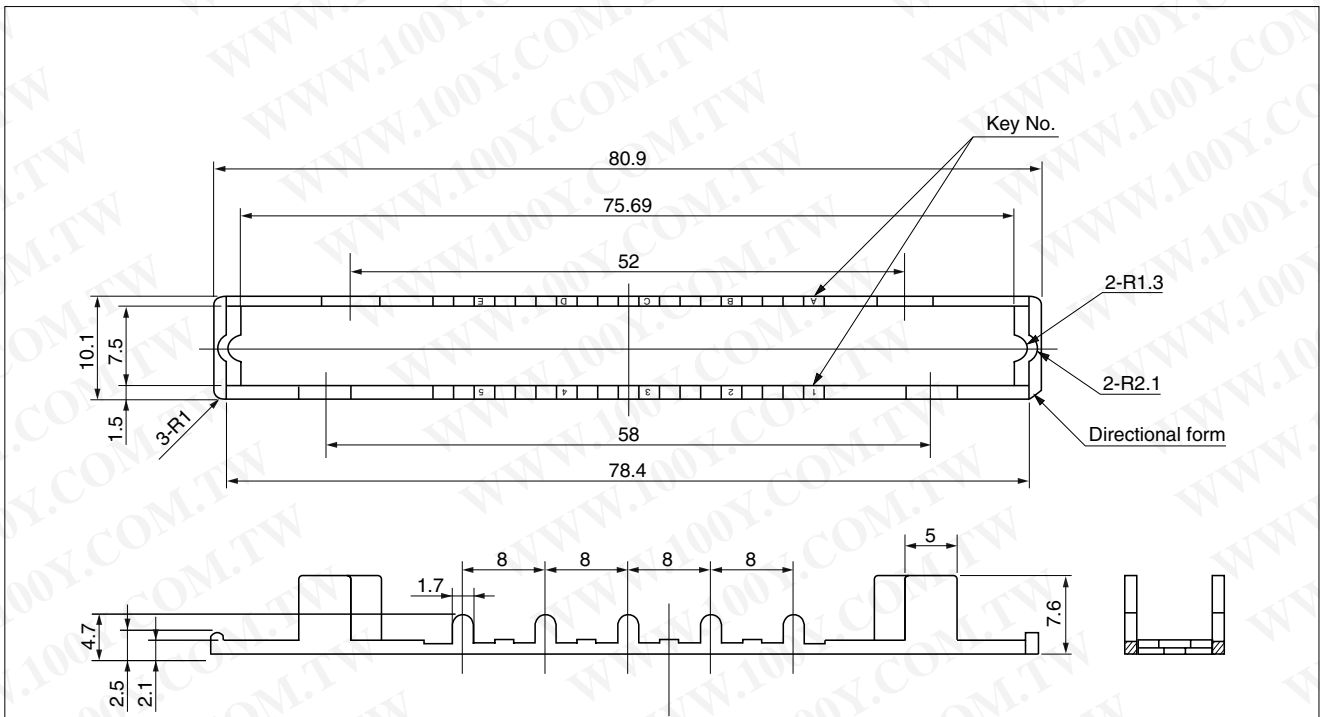 Key No.
80.9
75.69
52
2-R1.3
E D C B A
10.1
7.5
5 4 3 2 1
2-R2.1
1.5
3-R1
Directional form
58
78.4
8 8 8 8
5
1.7
4.7
7.6
2.5
2.1
WWW.100Y.COM.TW